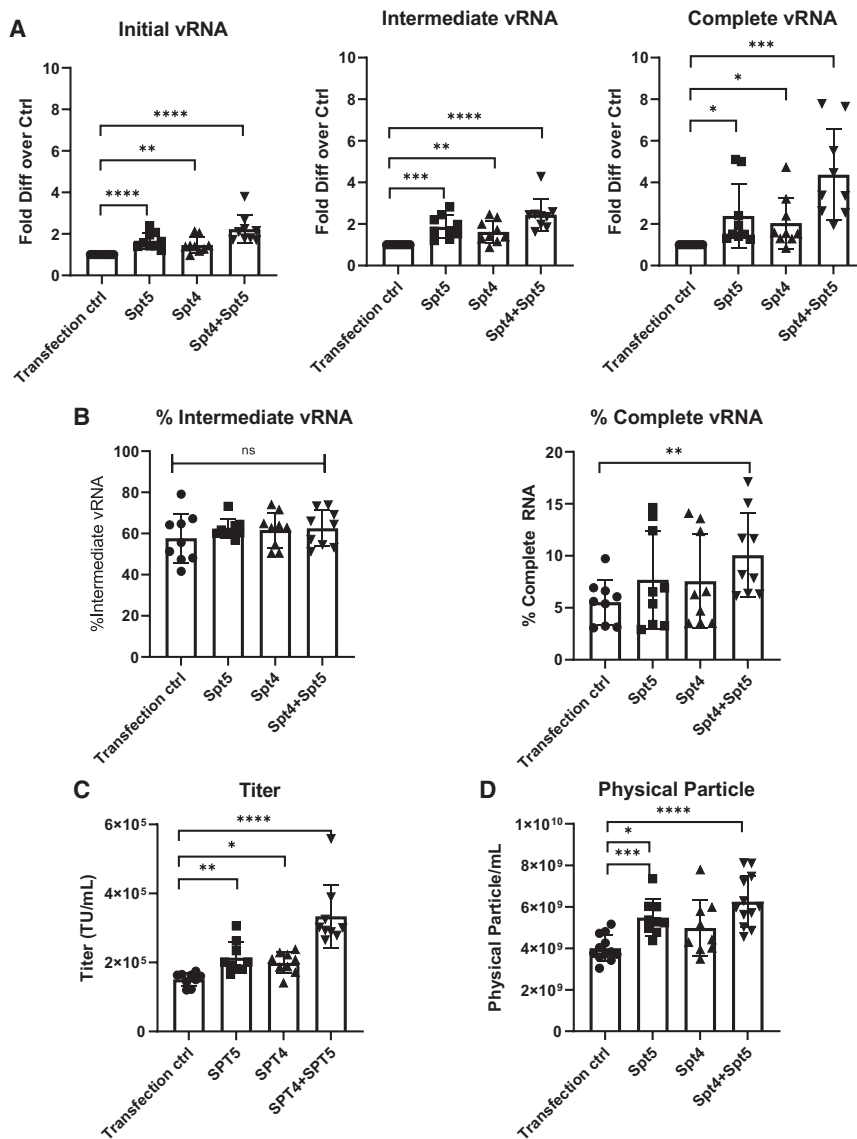 A
Initial vRNA
Fold Diff over Ctrl
10
8
6
4
2
0
****
**
****
Transfection ctrl
Spt5
Spt4
Spt4+Spt5
Intermediate vRNA
Fold Diff over Ctrl
10
8
6
4
2
0
****
**
***
Transfection ctrl
Spt5
Spt4
Spt4+Spt5
Complete vRNA
Fold Diff over Ctrl
10
8
6
4
2
0
***
*
*
Transfection ctrl
Spt5
Spt4
Spt4+Spt5
B
% Intermediate vRNA
%Intermediate vRNA
100
80
60
40
20
0
ns
Transfection ctrl
Spt5
Spt4
Spt4+Spt5
% Complete vRNA
% Complete RNA
20
15
10
5
0
**
Transfection ctrl
Spt5
Spt4
Spt4+Spt5
C
Titer
Titer (TU/mL)
6×10⁵
4×10⁵
2×10⁵
0
****
*
**
Transfection ctrl
SPT5
SPT4
SPT4+SPT5
D
Physical Particle
Physical Particle/mL
1×10¹⁰
8×10⁹
6×10⁹
4×10⁹
2×10⁹
0
****
*
***
Transfection ctrl
Spt5
Spt4
Spt4+Spt5